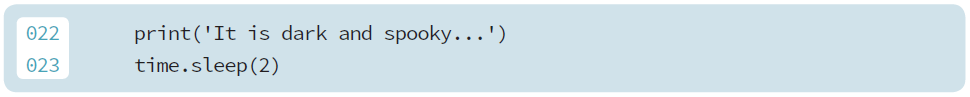 022 print('It is dark and spooky...')
023 time.sleep(2)